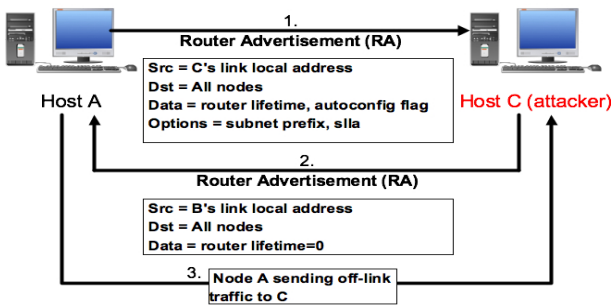 1.
Router Advertisement (RA)
Src = C's link local address
Dst = All nodes
Data = router lifetime, autoconfig flag
Options = subnet prefix, slla
Host A
Host C (attacker)
2.
Router Advertisement (RA)
Src = B's link local address
Dst = All nodes
Data = router lifetime=0
3.
Node A sending off-link
traffic to C